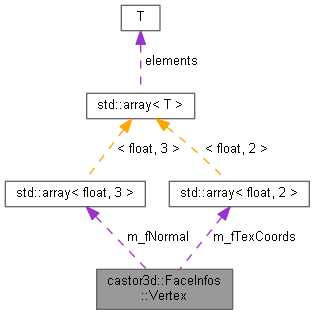 T
elements
std::array< T >
< float, 3 >
< float, 2 >
std::array< float, 3 >
std::array< float, 2 >
m_fNormal
m_fTexCoords
castor3d::FaceInfos
::Vertex